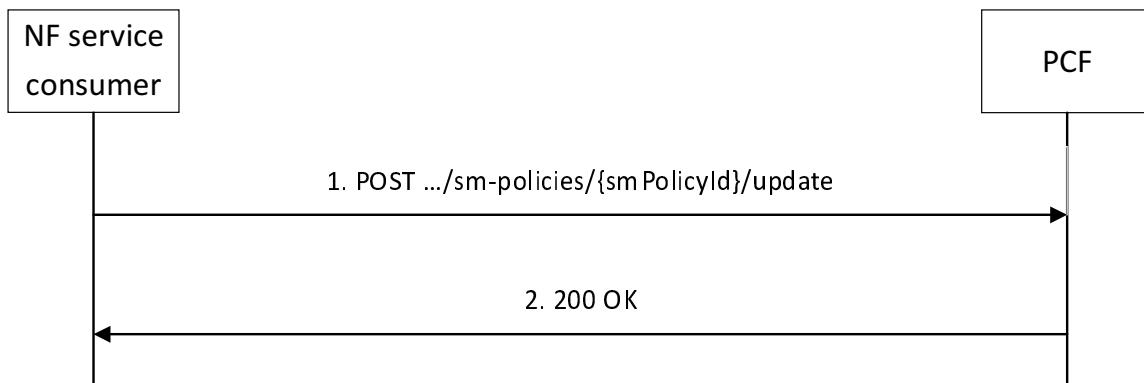 NF service
consumer
PCF
1. POST .../sm-policies/{smPolicyId}/update
2. 200 OK